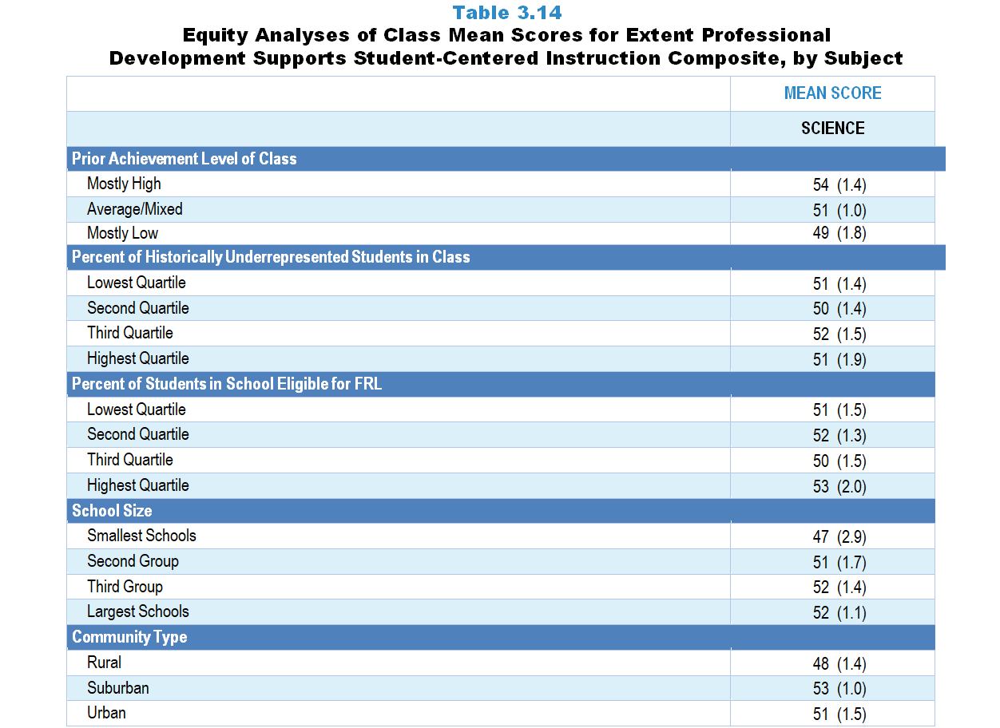 Table 3.14
Equity Analyses of Class Mean Scores for Extent Professional
Development Supports Student-Centered Instruction Composite, by Subject
MEAN SCORE
SCIENCE
Prior Achievement Level of Class
Mostly High 54 (1.4)
Average/Mixed 51 (1.0)
Mostly Low 49 (1.8)
Percent of Historically Underrepresented Students in Class
Lowest Quartile 51 (1.4)
Second Quartile 50 (1.4)
Third Quartile 52 (1.5)
Highest Quartile 51 (1.9)
Percent of Students in School Eligible for FRL
Lowest Quartile 51 (1.5)
Second Quartile 52 (1.3)
Third Quartile 50 (1.5)
Highest Quartile 53 (2.0)
School Size
Smallest Schools 47 (2.9)
Second Group 51 (1.7)
Third Group 52 (1.4)
Largest Schools 52 (1.1)
Community Type
Rural 48 (1.4)
Suburban 53 (1.0)
Urban 51 (1.5)